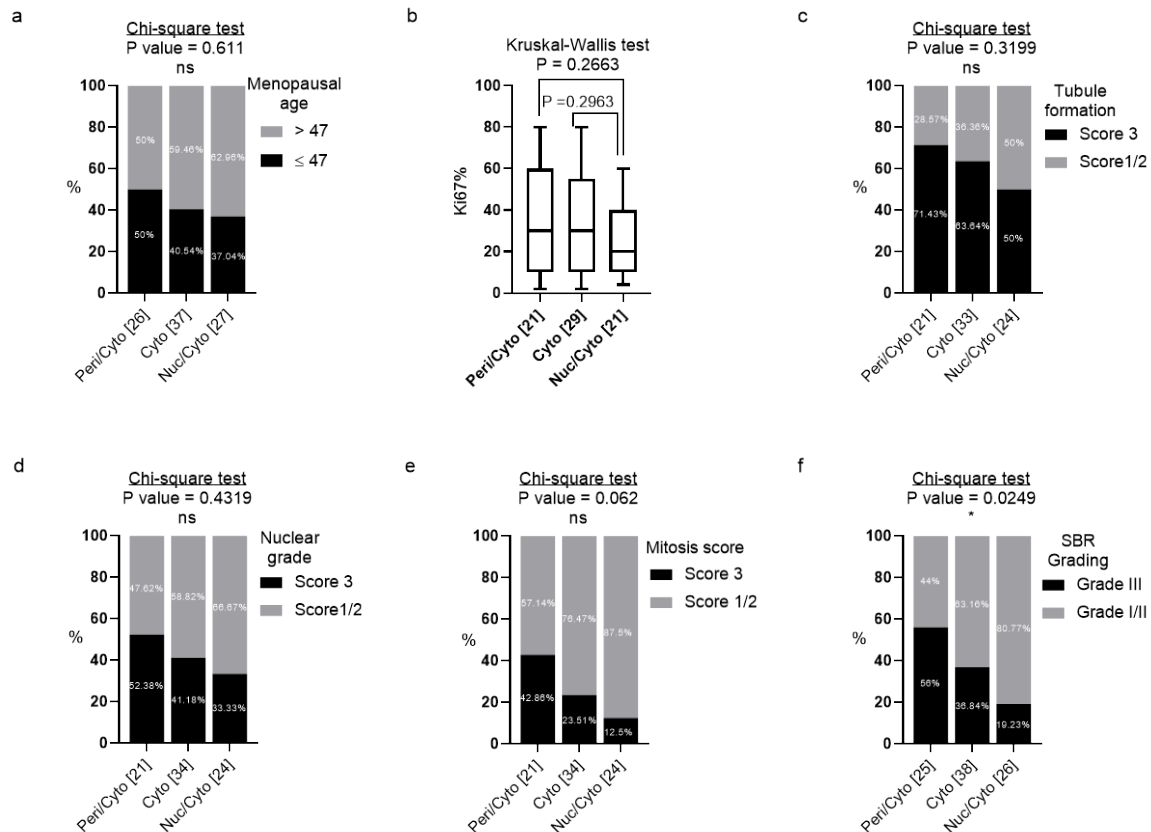 a
Chi-square test
P value = 0.611
ns
Menopausal
age
> 47
≤ 47
100
80
60
40
20
0
%
50%
59.46%
62.96%
50%
40.54%
37.04%
Peri/Cyto [26]
Cyto [37]
Nuc/Cyto [27]
b
Kruskal-Wallis test
P = 0.2663
P =0.2963
Ki67%
100
80
60
40
20
0
Peri/Cyto [21]
Cyto [29]
Nuc/Cyto [21]
c
Chi-square test
P value = 0.3199
ns
Tubule
formation
Score 3
Score1/2
100
80
60
40
20
0
%
28.57%
36.36%
50%
71.43%
63.64%
50%
Peri/Cyto [21]
Cyto [33]
Nuc/Cyto [24]
d
Chi-square test
P value = 0.4319
ns
Nuclear
grade
Score 3
Score1/2
100
80
60
40
20
0
%
47.62%
58.82%
66.67%
52.38%
41.18%
33.33%
Peri/Cyto [21]
Cyto [34]
Nuc/Cyto [24]
e
Chi-square test
P value = 0.062
ns
Mitosis score
Score 3
Score 1/2
100
80
60
40
20
0
%
57.14%
76.47%
87.5%
42.86%
23.51%
12.5%
Peri/Cyto [21]
Cyto [34]
Nuc/Cyto [24]
f
Chi-square test
P value = 0.0249
*
SBR
Grading
Grade III
Grade I/II
100
80
60
40
20
0
%
44%
63.16%
80.77%
56%
36.84%
19.23%
Peri/Cyto [25]
Cyto [38]
Nuc/Cyto [26]